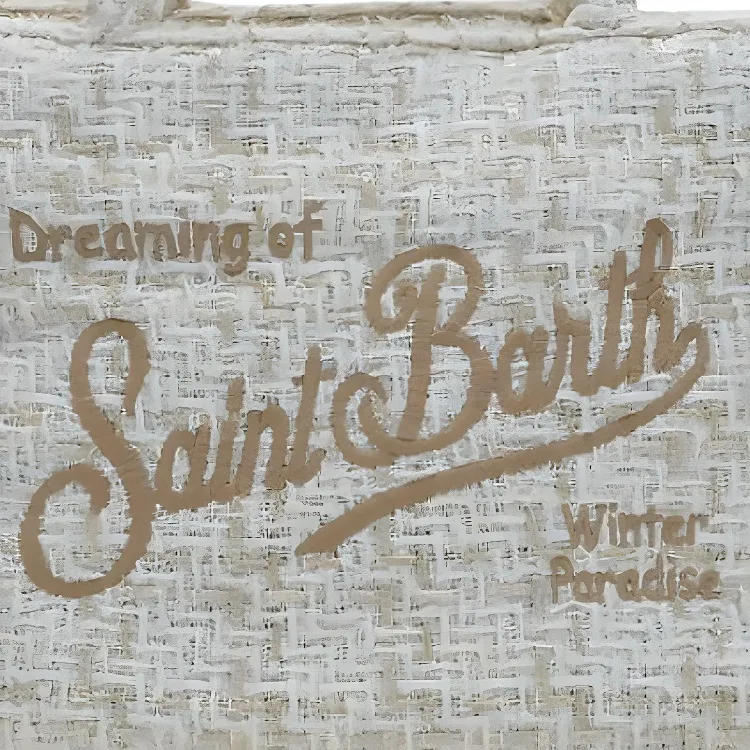 Dreaming of
Saint Barth
Winter
Paradise